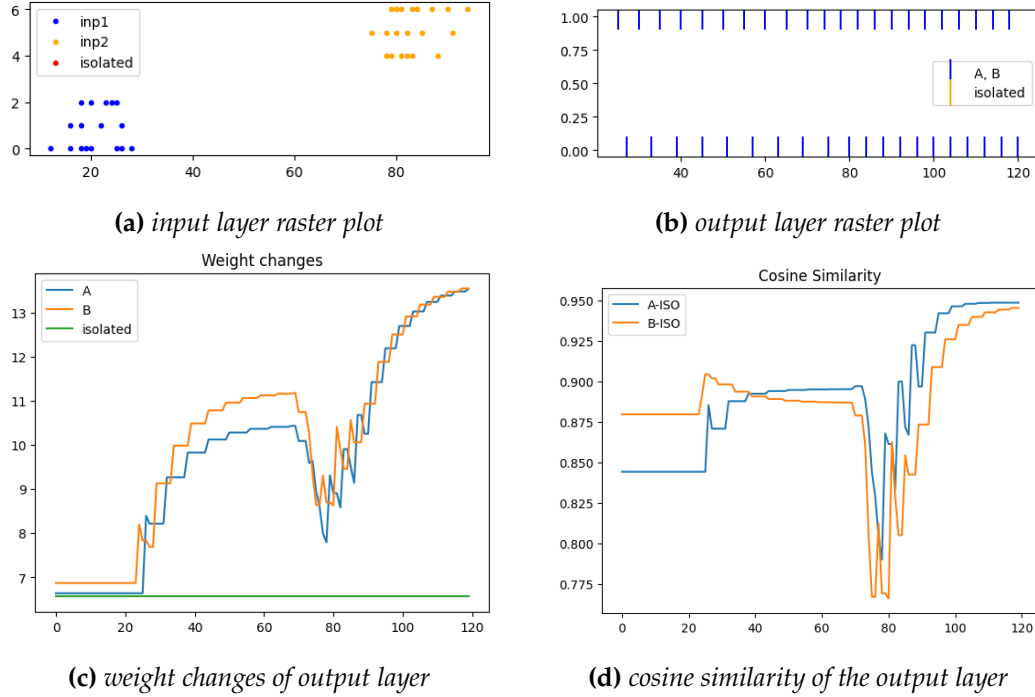 6
4
2
0
inp1
inp2
isolated
20
40
60
80
(a) input layer raster plot
1.00
0.75
0.50
0.25
0.00
A, B
isolated
40
60
80
100
120
(b) output layer raster plot
Weight changes
13
12
11
10
9
8
7
A
B
isolated
0
20
40
60
80
100
120
(c) weight changes of output layer
Cosine Similarity
0.950
0.925
0.900
0.875
0.850
0.825
0.800
0.775
A-ISO
B-ISO
0
20
40
60
80
100
120
(d) cosine similarity of the output layer